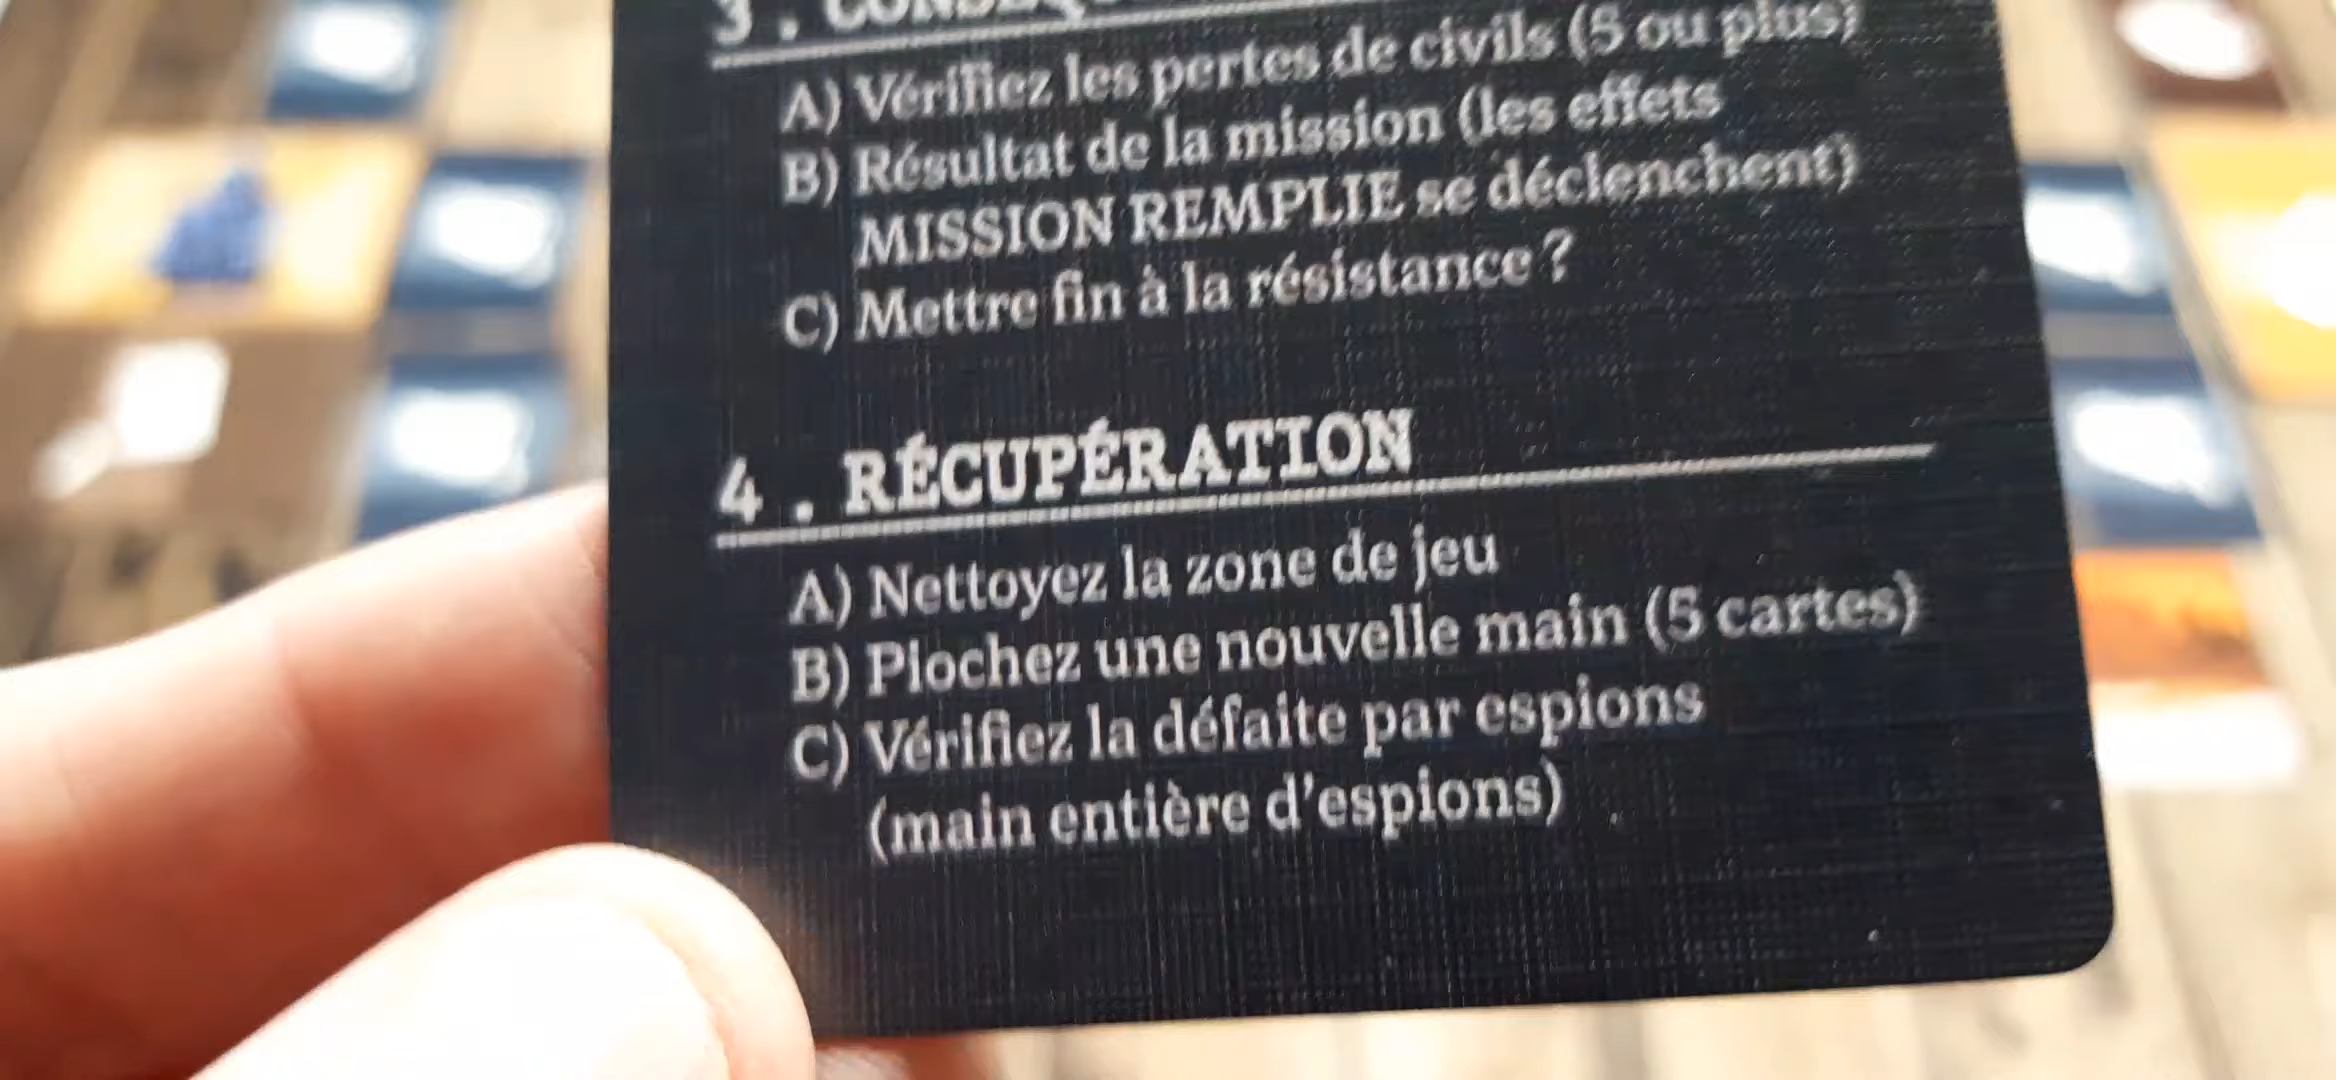 A) Vérifiez les pertes de civils (5 ou plus)
B) Résultat de la mission (les effets
MISSION REMPLIE se déclenchent)
C) Mettre fin à la résistance ?
4 . RÉCUPÉRATION
A) Nettoyez la zone de jeu
B) Piochez une nouvelle main (5 cartes)
C) Vérifiez la défaite par espions
(main entière d'espions)